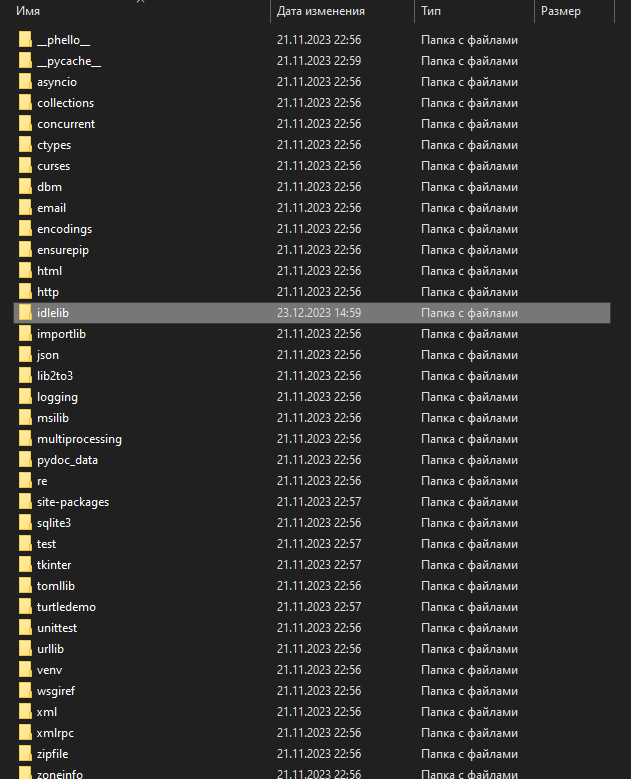 Имя Дата изменения Тип Размер
__phello__ 21.11.2023 22:56 Папка с файлами
__pycache__ 21.11.2023 22:59 Папка с файлами
asyncio 21.11.2023 22:56 Папка с файлами
collections 21.11.2023 22:56 Папка с файлами
concurrent 21.11.2023 22:56 Папка с файлами
ctypes 21.11.2023 22:56 Папка с файлами
curses 21.11.2023 22:56 Папка с файлами
dbm 21.11.2023 22:56 Папка с файлами
email 21.11.2023 22:56 Папка с файлами
encodings 21.11.2023 22:56 Папка с файлами
ensurepip 21.11.2023 22:56 Папка с файлами
html 21.11.2023 22:56 Папка с файлами
http 21.11.2023 22:56 Папка с файлами
idlelib 23.12.2023 14:59 Папка с файлами
importlib 21.11.2023 22:56 Папка с файлами
json 21.11.2023 22:56 Папка с файлами
lib2to3 21.11.2023 22:56 Папка с файлами
logging 21.11.2023 22:56 Папка с файлами
msilib 21.11.2023 22:56 Папка с файлами
multiprocessing 21.11.2023 22:56 Папка с файлами
pydoc_data 21.11.2023 22:56 Папка с файлами
re 21.11.2023 22:56 Папка с файлами
site-packages 21.11.2023 22:57 Папка с файлами
sqlite3 21.11.2023 22:56 Папка с файлами
test 21.11.2023 22:57 Папка с файлами
tkinter 21.11.2023 22:57 Папка с файлами
tomllib 21.11.2023 22:56 Папка с файлами
turtledemo 21.11.2023 22:57 Папка с файлами
unittest 21.11.2023 22:56 Папка с файлами
urllib 21.11.2023 22:56 Папка с файлами
venv 21.11.2023 22:56 Папка с файлами
wsgiref 21.11.2023 22:56 Папка с файлами
xml 21.11.2023 22:56 Папка с файлами
xmlrpc 21.11.2023 22:56 Папка с файлами
zipfile 21.11.2023 22:56 Папка с файлами
zoneinfo 21.11.2023 22:56 Папка с файлами